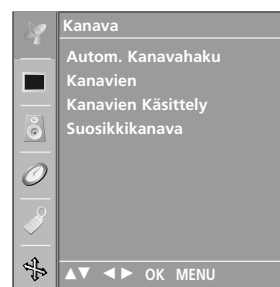 Kanava
Autom. Kanavahaku
Kanavien
Kanavien Käsittely
Suosikkikanava
▲▼ ◄► OK MENU